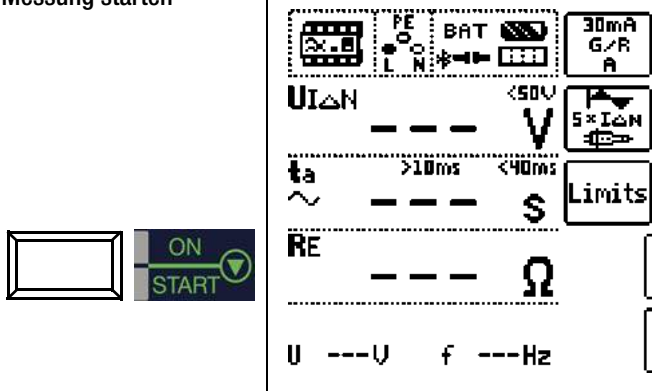 Messung starten
ON
START
PE
L N
BAT
30mA
G/R
A
UI△N <50V
--- V
5×I△N
ta >10ms <40ms
~ --- s
Limits
RE
--- Ω
U ---V f ---Hz